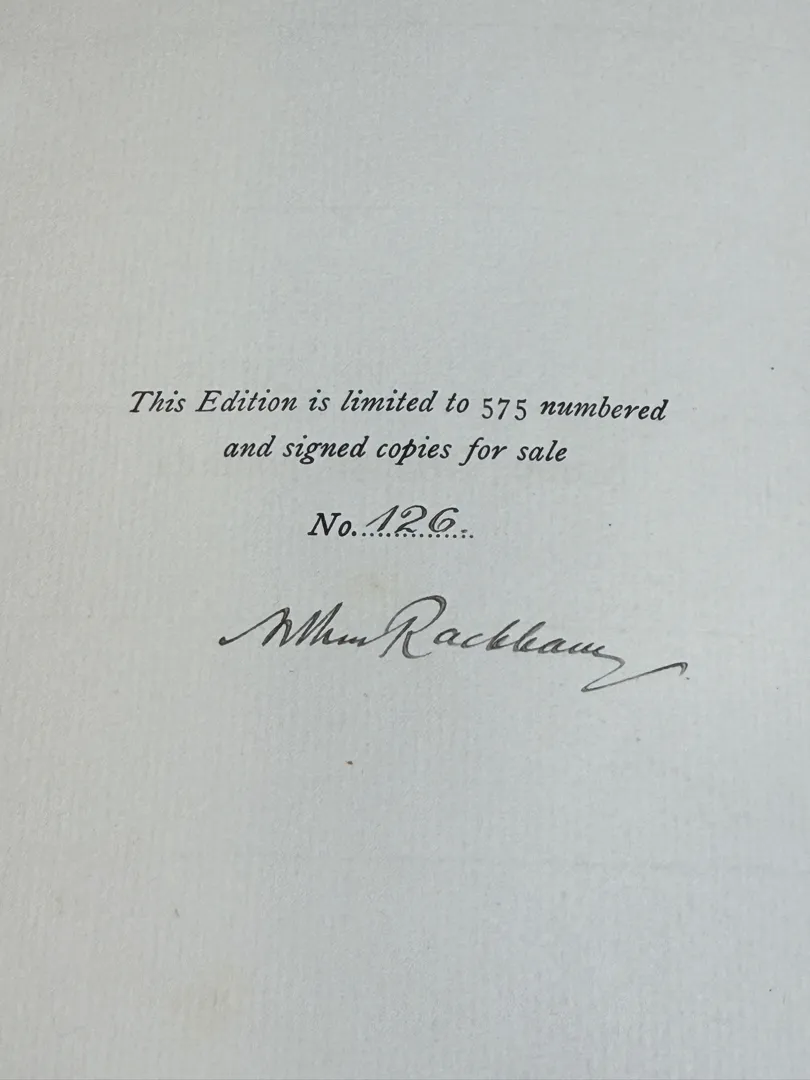 This Edition is limited to 575 numbered
and signed copies for sale
No. 126.
Arthur Rackham